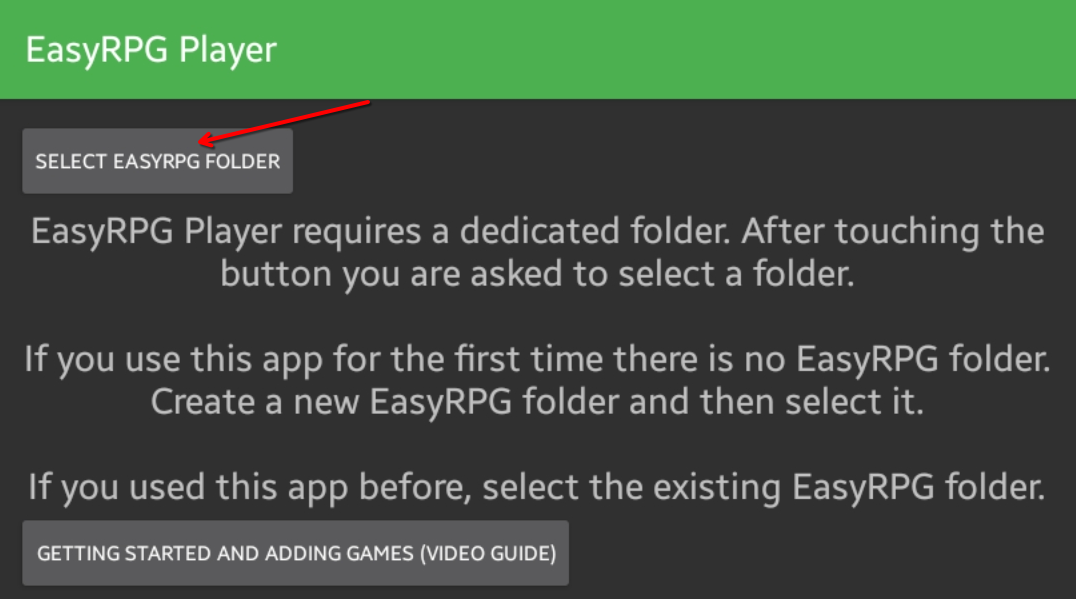 EasyRPG Player
SELECT EASYRPG FOLDER
EasyRPG Player requires a dedicated folder. After touching the
button you are asked to select a folder.
If you use this app for the first time there is no EasyRPG folder.
Create a new EasyRPG folder and then select it.
If you used this app before, select the existing EasyRPG folder.
GETTING STARTED AND ADDING GAMES (VIDEO GUIDE)